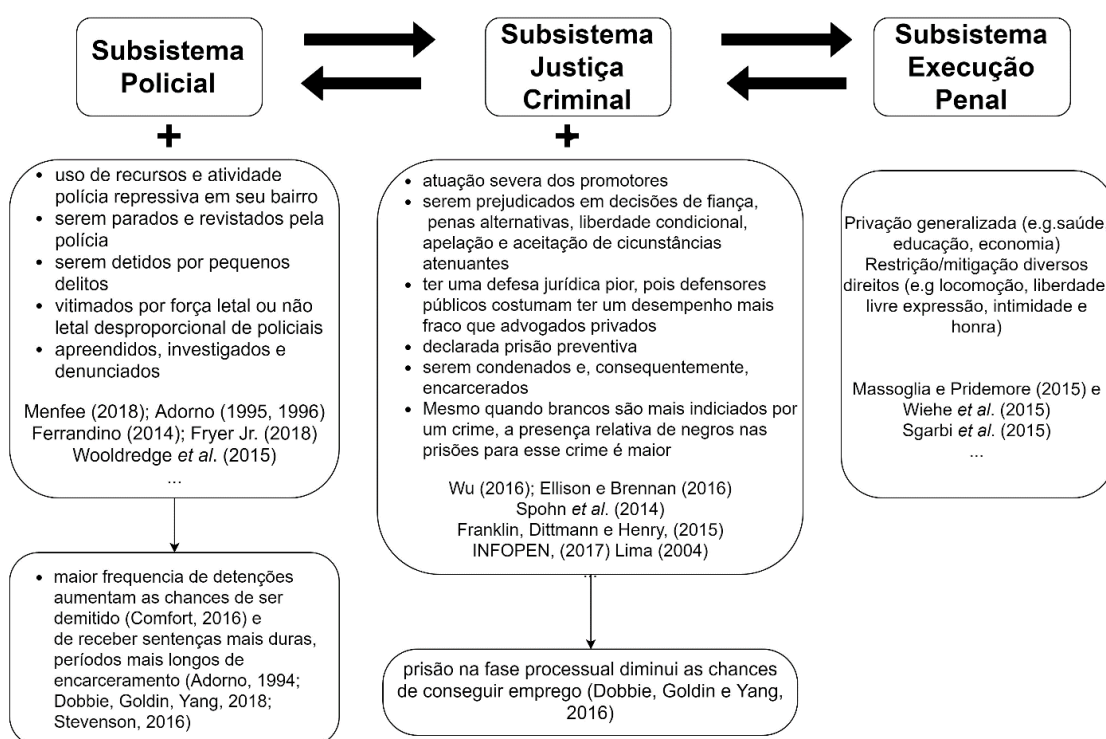 Subsistema
Policial
Subsistema
Justiça
Criminal
Subsistema
Execução
Penal
+
+
• uso de recursos e atividade
polícia repressiva em seu bairro
• serem parados e revistados pela
polícia
• serem detidos por pequenos
delitos
• vitimados por força letal ou não
letal desproporcional de policiais
• apreendidos, investigados e
denunciados
Menfee (2018); Adorno (1995, 1996)
Ferrandino (2014); Fryer Jr. (2018)
Wooldredge et al. (2015)
...
• maior frequencia de detenções
aumentam as chances de ser
demitido (Comfort, 2016) e
de receber sentenças mais duras,
períodos mais longos de
encarceramento (Adorno, 1994;
Dobbie, Goldin, Yang, 2018;
Stevenson, 2016)
• atuação severa dos promotores
• serem prejudicados em decisões de fiança,
penas alternativas, liberdade condicional,
apelação e aceitação de cicunstâncias
atenuantes
• ter uma defesa jurídica pior, pois defensores
públicos costumam ter um desempenho mais
fraco que advogados privados
• declarada prisão preventiva
• serem condenados e, consequentemente,
encarcerados
• Mesmo quando brancos são mais indiciados por
um crime, a presença relativa de negros nas
prisões para esse crime é maior
Wu (2016); Ellison e Brennan (2016)
Spohn et al. (2014)
Franklin, Dittmann e Henry, (2015)
INFOPEN, (2017) Lima (2004)
...
prisão na fase processual diminui as chances
de conseguir emprego (Dobbie, Goldin e Yang,
2016)
Privação generalizada (e.g.saúde
educação, economia)
Restrição/mitigação diversos
direitos (e.g locomoção, liberdade
livre expressão, intimidade e
honra)
Massoglia e Pridemore (2015) e
Wiehe et al. (2015)
Sgarbi et al. (2015)
...